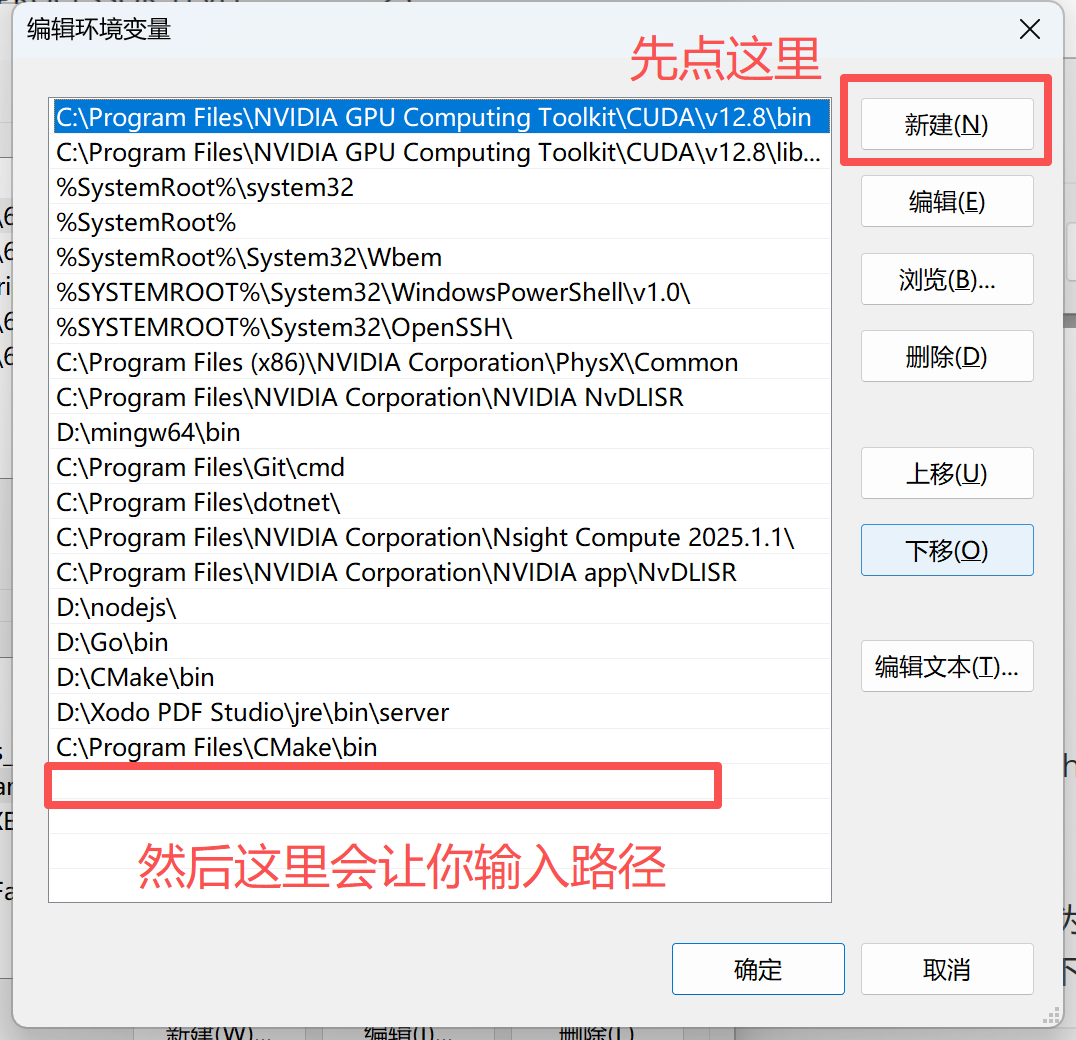 编辑环境变量
先点这里
C:\Program Files\NVIDIA GPU Computing Toolkit\CUDA\v12.8\bin
新建(N)
C:\Program Files\NVIDIA GPU Computing Toolkit\CUDA\v12.8\lib...
%SystemRoot%\system32
编辑(E)
%SystemRoot%
%SystemRoot%\System32\Wbem
浏览(B)...
%SYSTEMROOT%\System32\WindowsPowerShell\v1.0\
%SYSTEMROOT%\System32\OpenSSH\
删除(D)
C:\Program Files (x86)\NVIDIA Corporation\PhysX\Common
C:\Program Files\NVIDIA Corporation\NVIDIA NvDLISR
D:\mingw64\bin
C:\Program Files\Git\cmd
上移(U)
C:\Program Files\dotnet\
C:\Program Files\NVIDIA Corporation\Nsight Compute 2025.1.1\
下移(O)
C:\Program Files\NVIDIA Corporation\NVIDIA app\NvDLISR
D:\nodejs\
D:\Go\bin
D:\CMake\bin
编辑文本(T)...
D:\Xodo PDF Studio\jre\bin\server
C:\Program Files\CMake\bin
然后这里会让你输入路径
确定
取消
新建(W)...
编辑(I)...
删除(L)